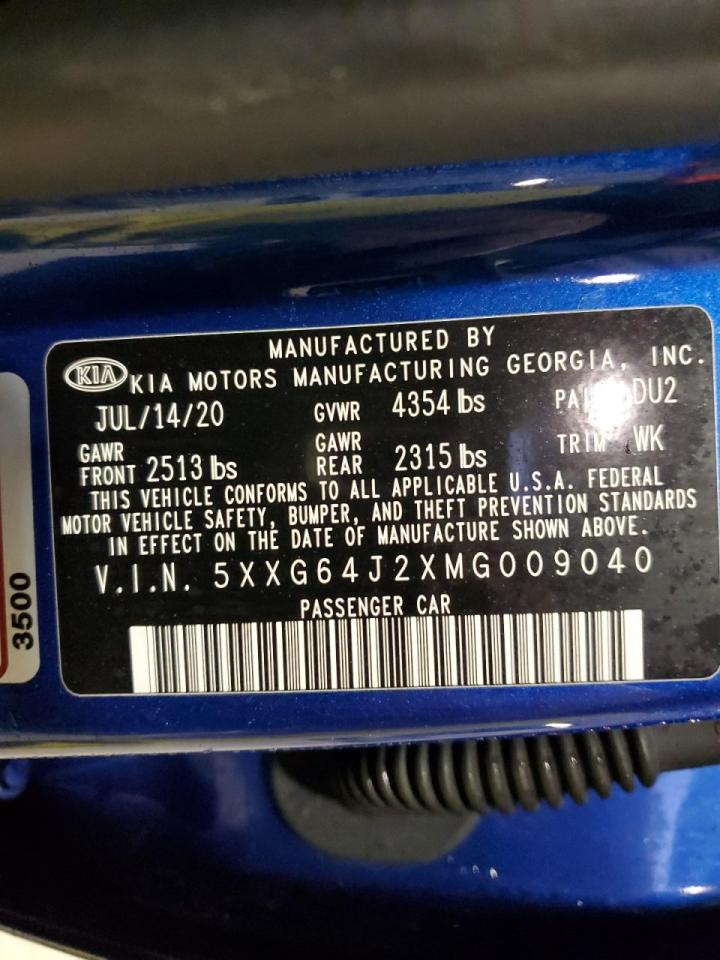 MANUFACTURED BY
KIA KIA MOTORS MANUFACTURING GEORGIA, INC.
JUL/14/20 GVWR 4354 lbs DU2
GAWR FRONT 2513 lbs GAWR REAR 2315 lbs TRIM WK
THIS VEHICLE CONFORMS TO ALL APPLICABLE U.S.A. FEDERAL
MOTOR VEHICLE SAFETY, BUMPER, AND THEFT PREVENTION STANDARDS
IN EFFECT ON THE DATE OF MANUFACTURE SHOWN ABOVE.
V.I.N. 5XXG64J2XMG009040
PASSENGER CAR
3500